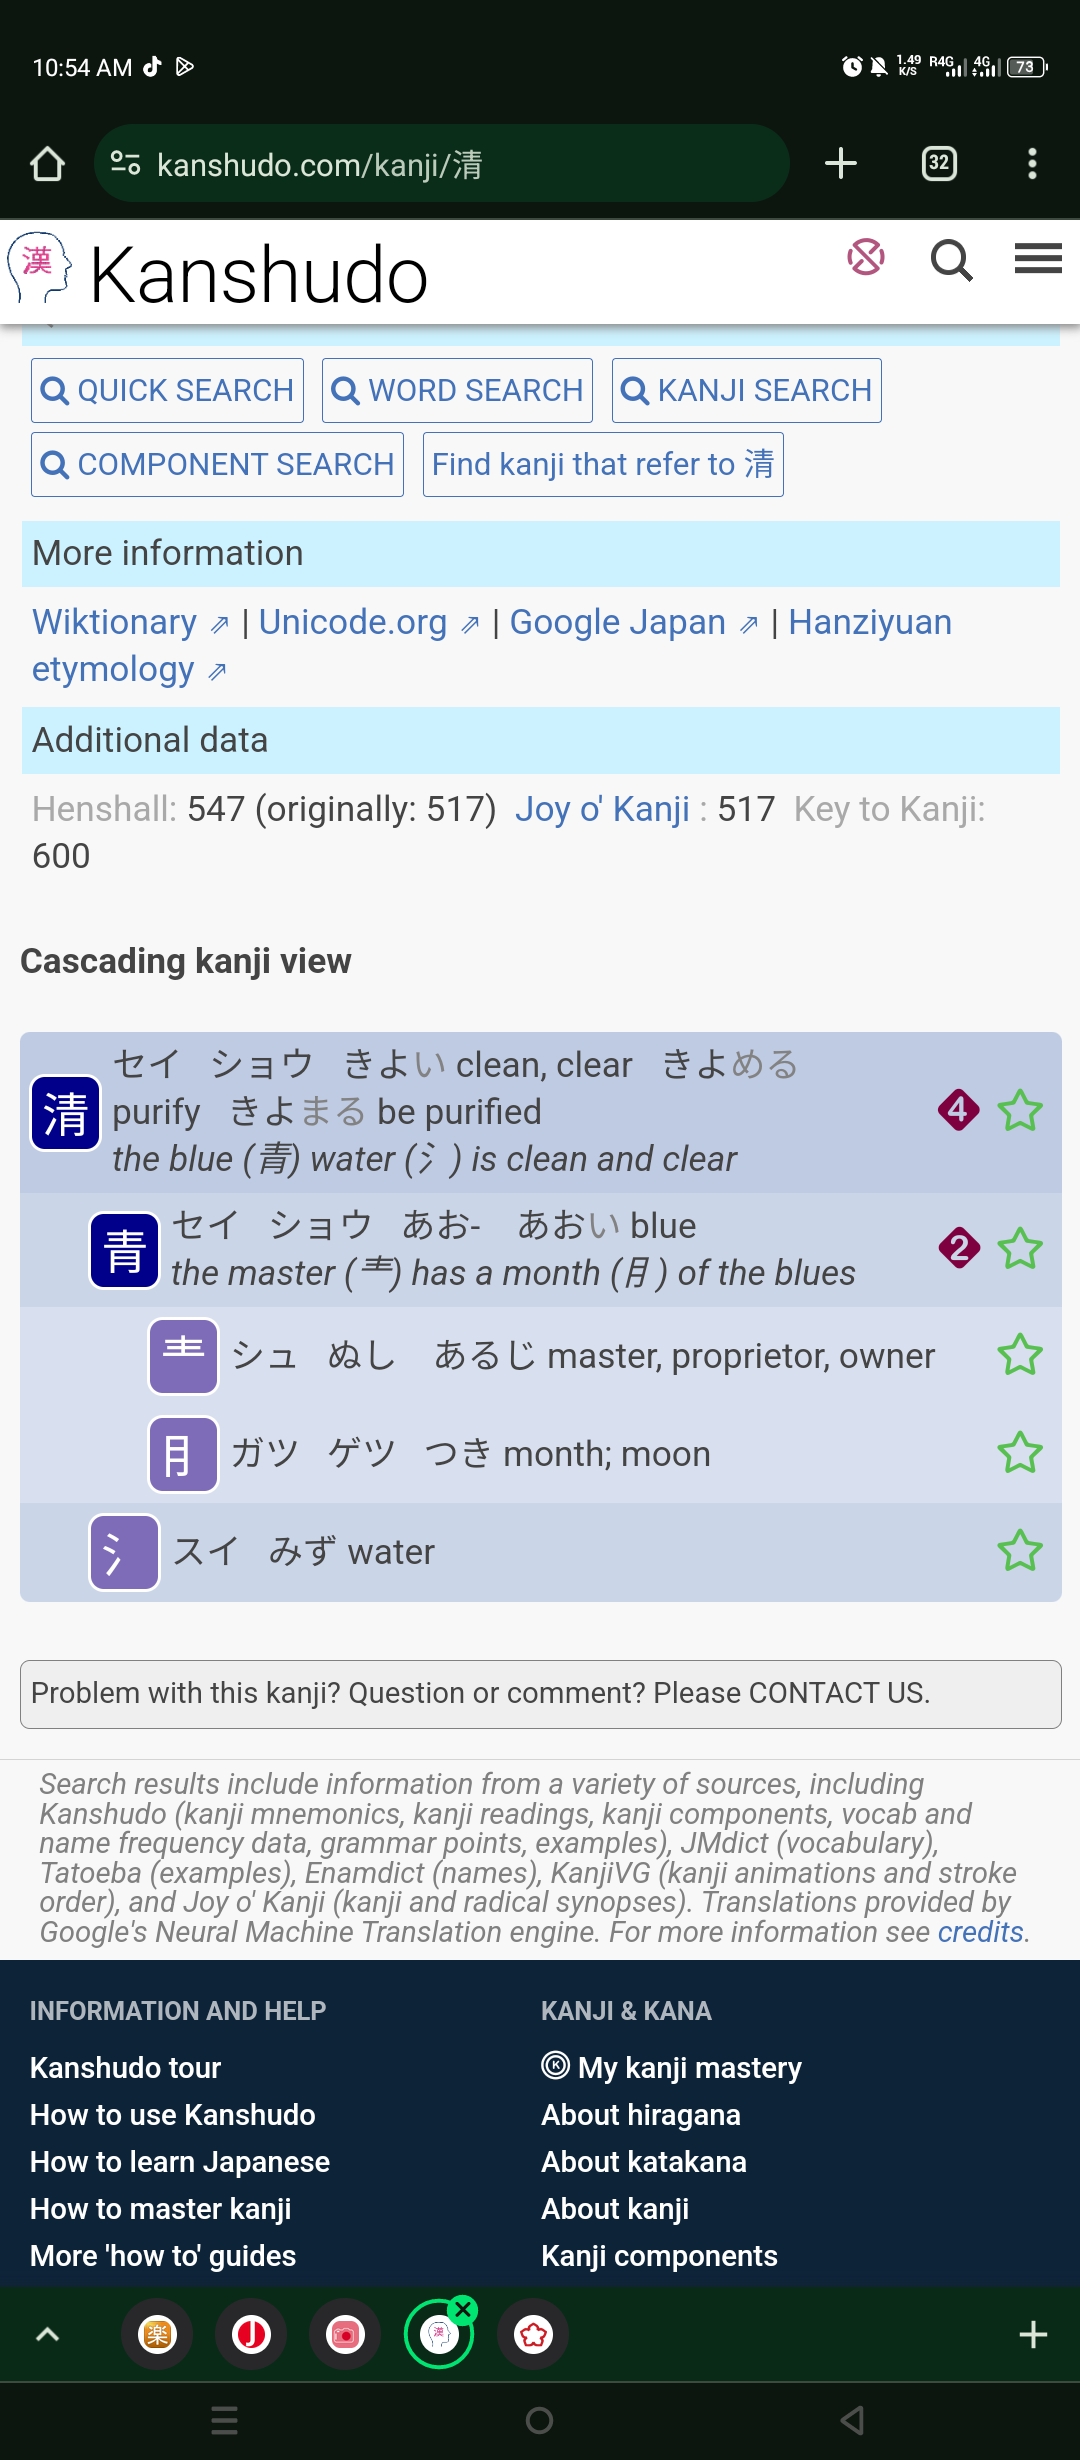 10:54 AM
1.49 K/S R4G 4G 73
kanshudo.com/kanji/清
32
漢 Kanshudo
QUICK SEARCH WORD SEARCH KANJI SEARCH
COMPONENT SEARCH Find kanji that refer to 清
More information
Wiktionary ⇗ | Unicode.org ⇗ | Google Japan ⇗ | Hanziyuan
etymology ⇗
Additional data
Henshall: 547 (originally: 517) Joy o' Kanji : 517 Key to Kanji:
600
Cascading kanji view
清 セイ ショウ きよい clean, clear きよめる
purify きよまる be purified 4
the blue (青) water (氵) is clean and clear
青 セイ ショウ あお- あおい blue 2
the master (龶) has a month (月) of the blues
龶 シュ ぬし あるじ master, proprietor, owner
月 ガツ ゲツ つき month; moon
氵 スイ みず water
Problem with this kanji? Question or comment? Please CONTACT US.
Search results include information from a variety of sources, including
Kanshudo (kanji mnemonics, kanji readings, kanji components, vocab and
name frequency data, grammar points, examples), JMdict (vocabulary),
Tatoeba (examples), Enamdict (names), KanjiVG (kanji animations and stroke
order), and Joy o' Kanji (kanji and radical synopses). Translations provided by
Google's Neural Machine Translation engine. For more information see credits.
INFORMATION AND HELP
Kanshudo tour
How to use Kanshudo
How to learn Japanese
How to master kanji
More 'how to' guides
KANJI & KANA
My kanji mastery
About hiragana
About katakana
About kanji
Kanji components
楽 J 漢